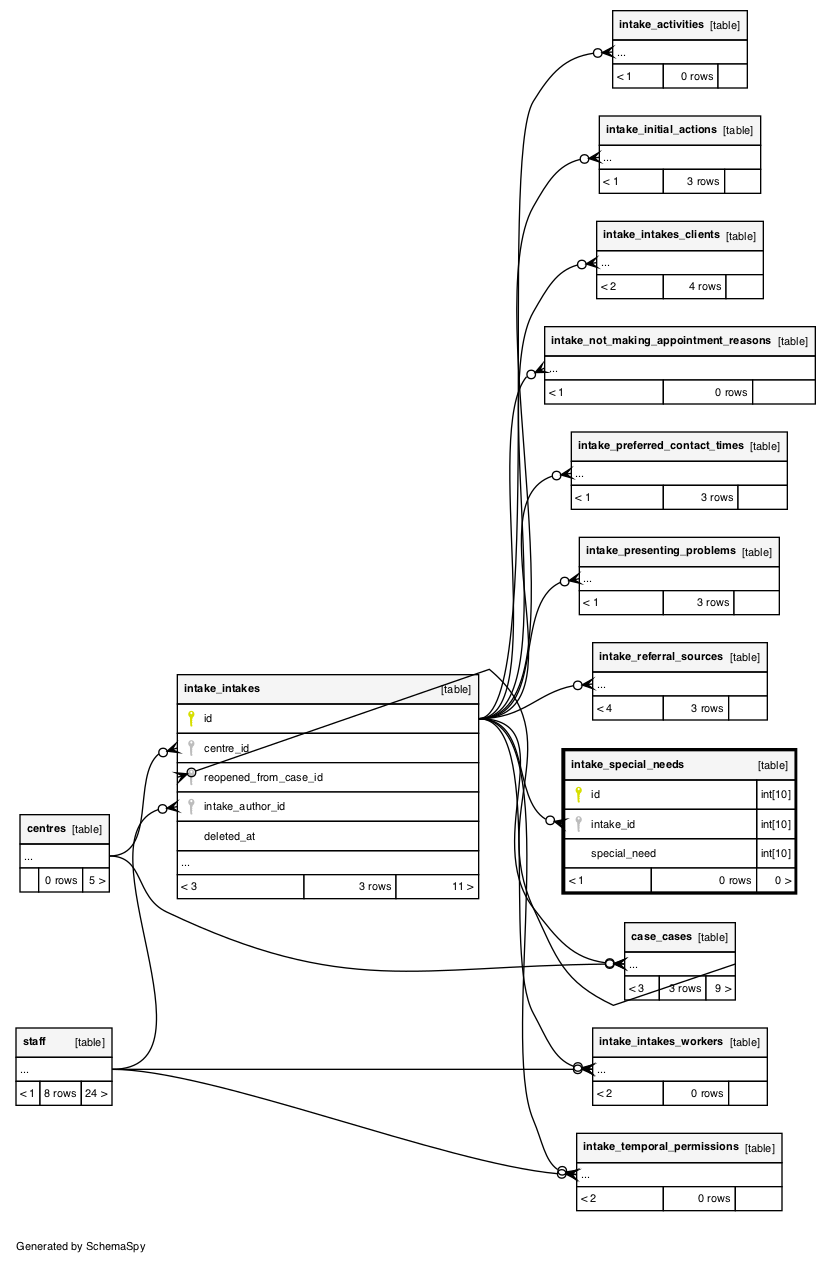 intake_activities [table]
...
< 1 0 rows
intake_initial_actions [table]
...
< 1 3 rows
intake_intakes_clients [table]
...
< 2 4 rows
intake_not_making_appointment_reasons [table]
...
< 1 0 rows
intake_preferred_contact_times [table]
...
< 1 3 rows
intake_presenting_problems [table]
...
< 1 3 rows
intake_referral_sources [table]
...
< 4 3 rows
intake_intakes [table]
id
centre_id
reopened_from_case_id
intake_author_id
deleted_at
...
< 3 3 rows 11 >
intake_special_needs [table]
id int[10]
intake_id int[10]
special_need int[10]
< 1 0 rows 0 >
centres [table]
...
0 rows 5 >
case_cases [table]
...
< 3 3 rows 9 >
staff [table]
...
< 1 8 rows 24 >
intake_intakes_workers [table]
...
< 2 0 rows
intake_temporal_permissions [table]
...
< 2 0 rows
Generated by SchemaSpy